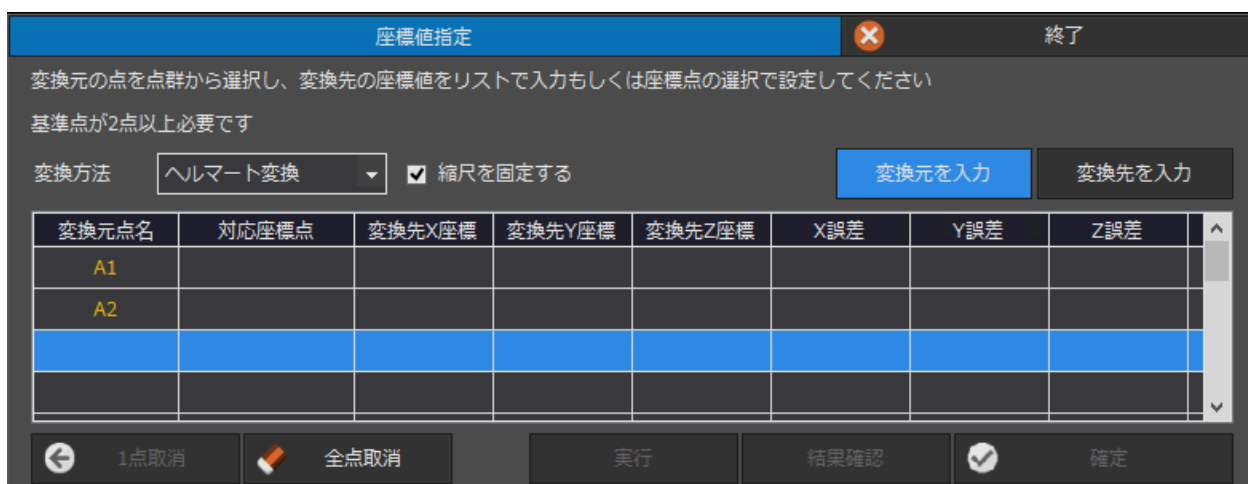 座標値指定 終了
変換元の点を点群から選択し、変換先の座標値をリストで入力もしくは座標点の選択で設定してください
基準点が2点以上必要です
変換方法 ヘルマート変換 縮尺を固定する 変換元を入力 変換先を入力
変換元点名 対応座標点 変換先X座標 変換先Y座標 変換先Z座標 X誤差 Y誤差 Z誤差
A1
A2
1点取消 全点取消 実行 結果確認 確定